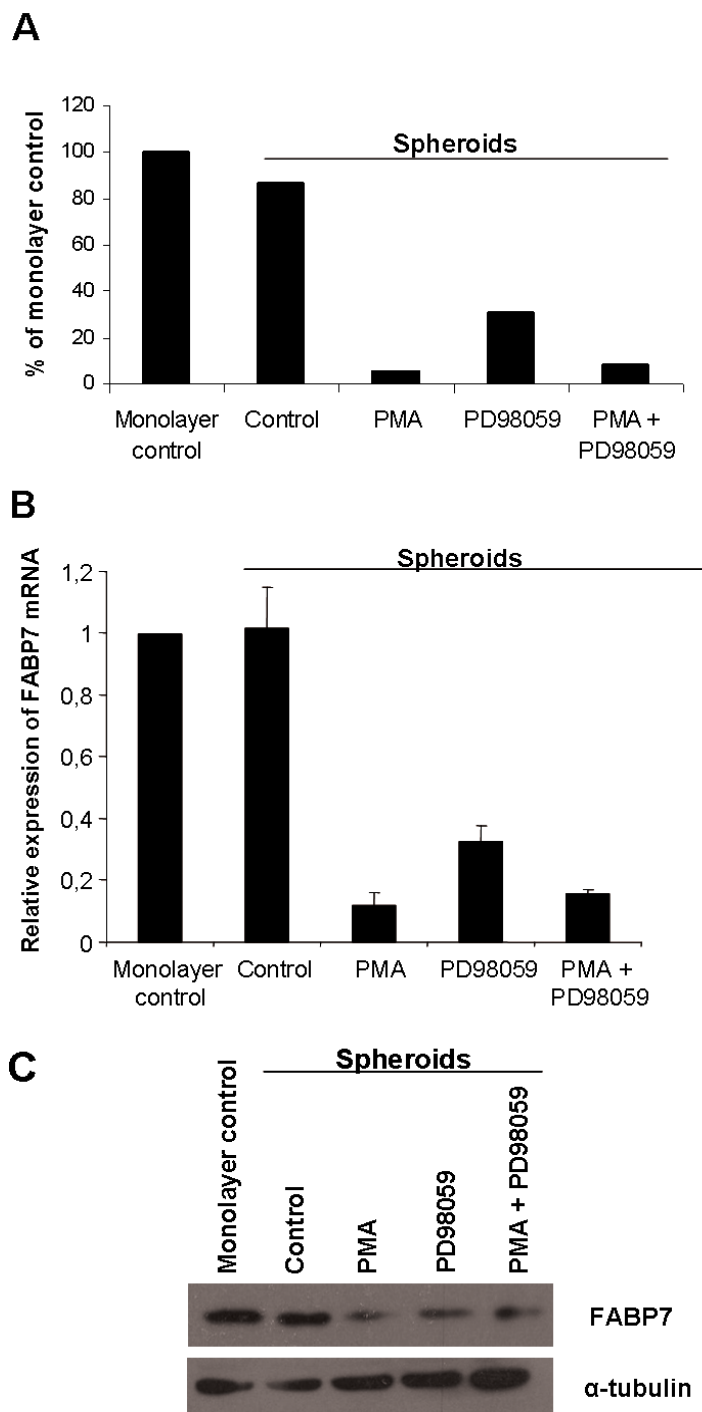 A
% of monolayer control
120
100
80
60
40
20
0
Spheroids
Monolayer control
Control
PMA
PD98059
PMA + PD98059
B
Relative expression of FABP7 mRNA
1,2
1
0,8
0,6
0,4
0,2
0
Spheroids
Monolayer control
Control
PMA
PD98059
PMA + PD98059
C
Spheroids
Monolayer control
Control
PMA
PD98059
PMA + PD98059
FABP7
α-tubulin